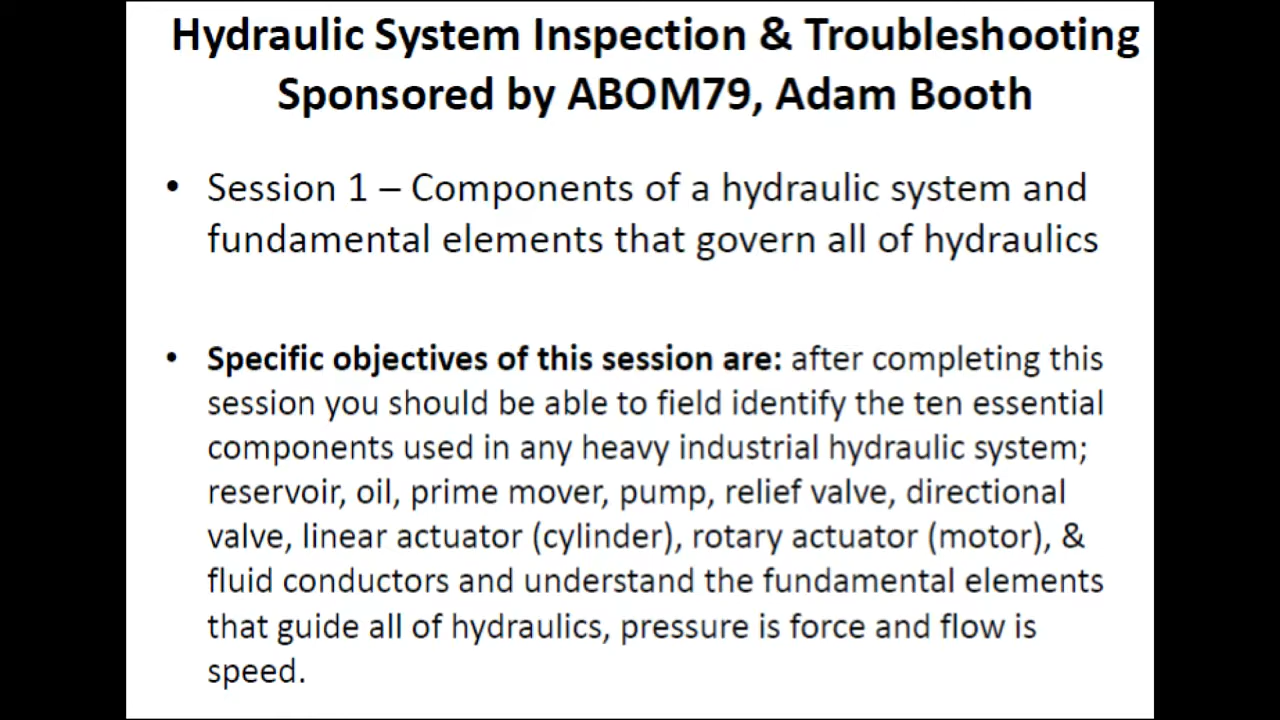 Hydraulic System Inspection & Troubleshooting
Sponsored by ABOM79, Adam Booth
• Session 1 – Components of a hydraulic system and
fundamental elements that govern all of hydraulics
• Specific objectives of this session are: after completing this
session you should be able to field identify the ten essential
components used in any heavy industrial hydraulic system;
reservoir, oil, prime mover, pump, relief valve, directional
valve, linear actuator (cylinder), rotary actuator (motor), &
fluid conductors and understand the fundamental elements
that guide all of hydraulics, pressure is force and flow is
speed.